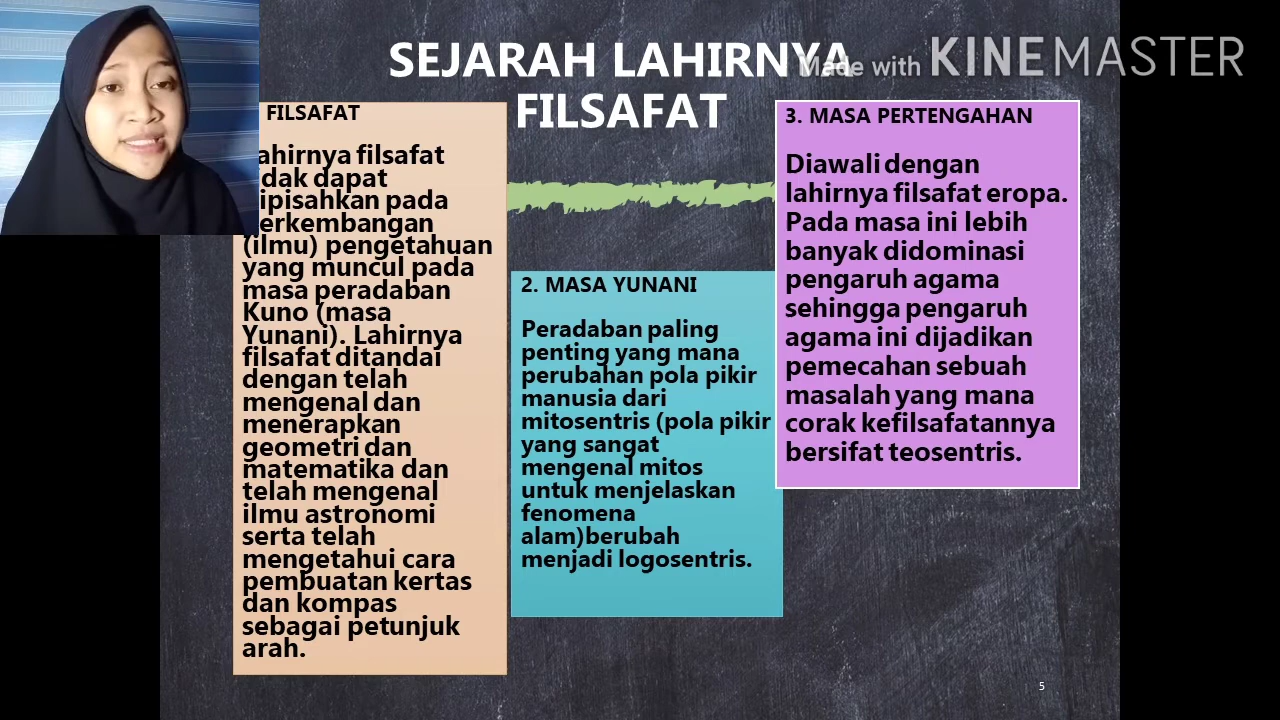 SEJARAH LAHIRNYA
FILSAFAT
Made with KINEMASTER
FILSAFAT
ahirnya filsafat
dak dapat
ipisahkan pada
erkembangan
(ilmu) pengetahuan
yang muncul pada
masa peradaban
Kuno (masa
Yunani). Lahirnya
filsafat ditandai
dengan telah
mengenal dan
menerapkan
geometri dan
matematika dan
telah mengenal
ilmu astronomi
serta telah
mengetahui cara
pembuatan kertas
dan kompas
sebagai petunjuk
arah.
2. MASA YUNANI
Peradaban paling
penting yang mana
perubahan pola pikir
manusia dari
mitosentris (pola pikir
yang sangat
mengenal mitos
untuk menjelaskan
fenomena
alam)berubah
menjadi logosentris.
3. MASA PERTENGAHAN
Diawali dengan
lahirnya filsafat eropa.
Pada masa ini lebih
banyak didominasi
pengaruh agama
sehingga pengaruh
agama ini dijadikan
pemecahan sebuah
masalah yang mana
corak kefilsafatannya
bersifat teosentris.
5